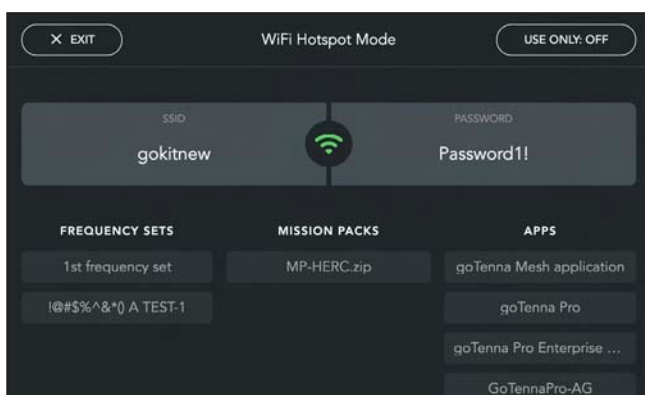 X EXIT
WiFi Hotspot Mode
USE ONLY: OFF
SSID
gokitnew
PASSWORD
Password1!
FREQUENCY SETS
1st frequency set
!@#$%^&*() A TEST-1
MISSION PACKS
MP-HERC.zip
APPS
goTenna Mesh application
goTenna Pro
goTenna Pro Enterprise ...
GoTennaPro-AG